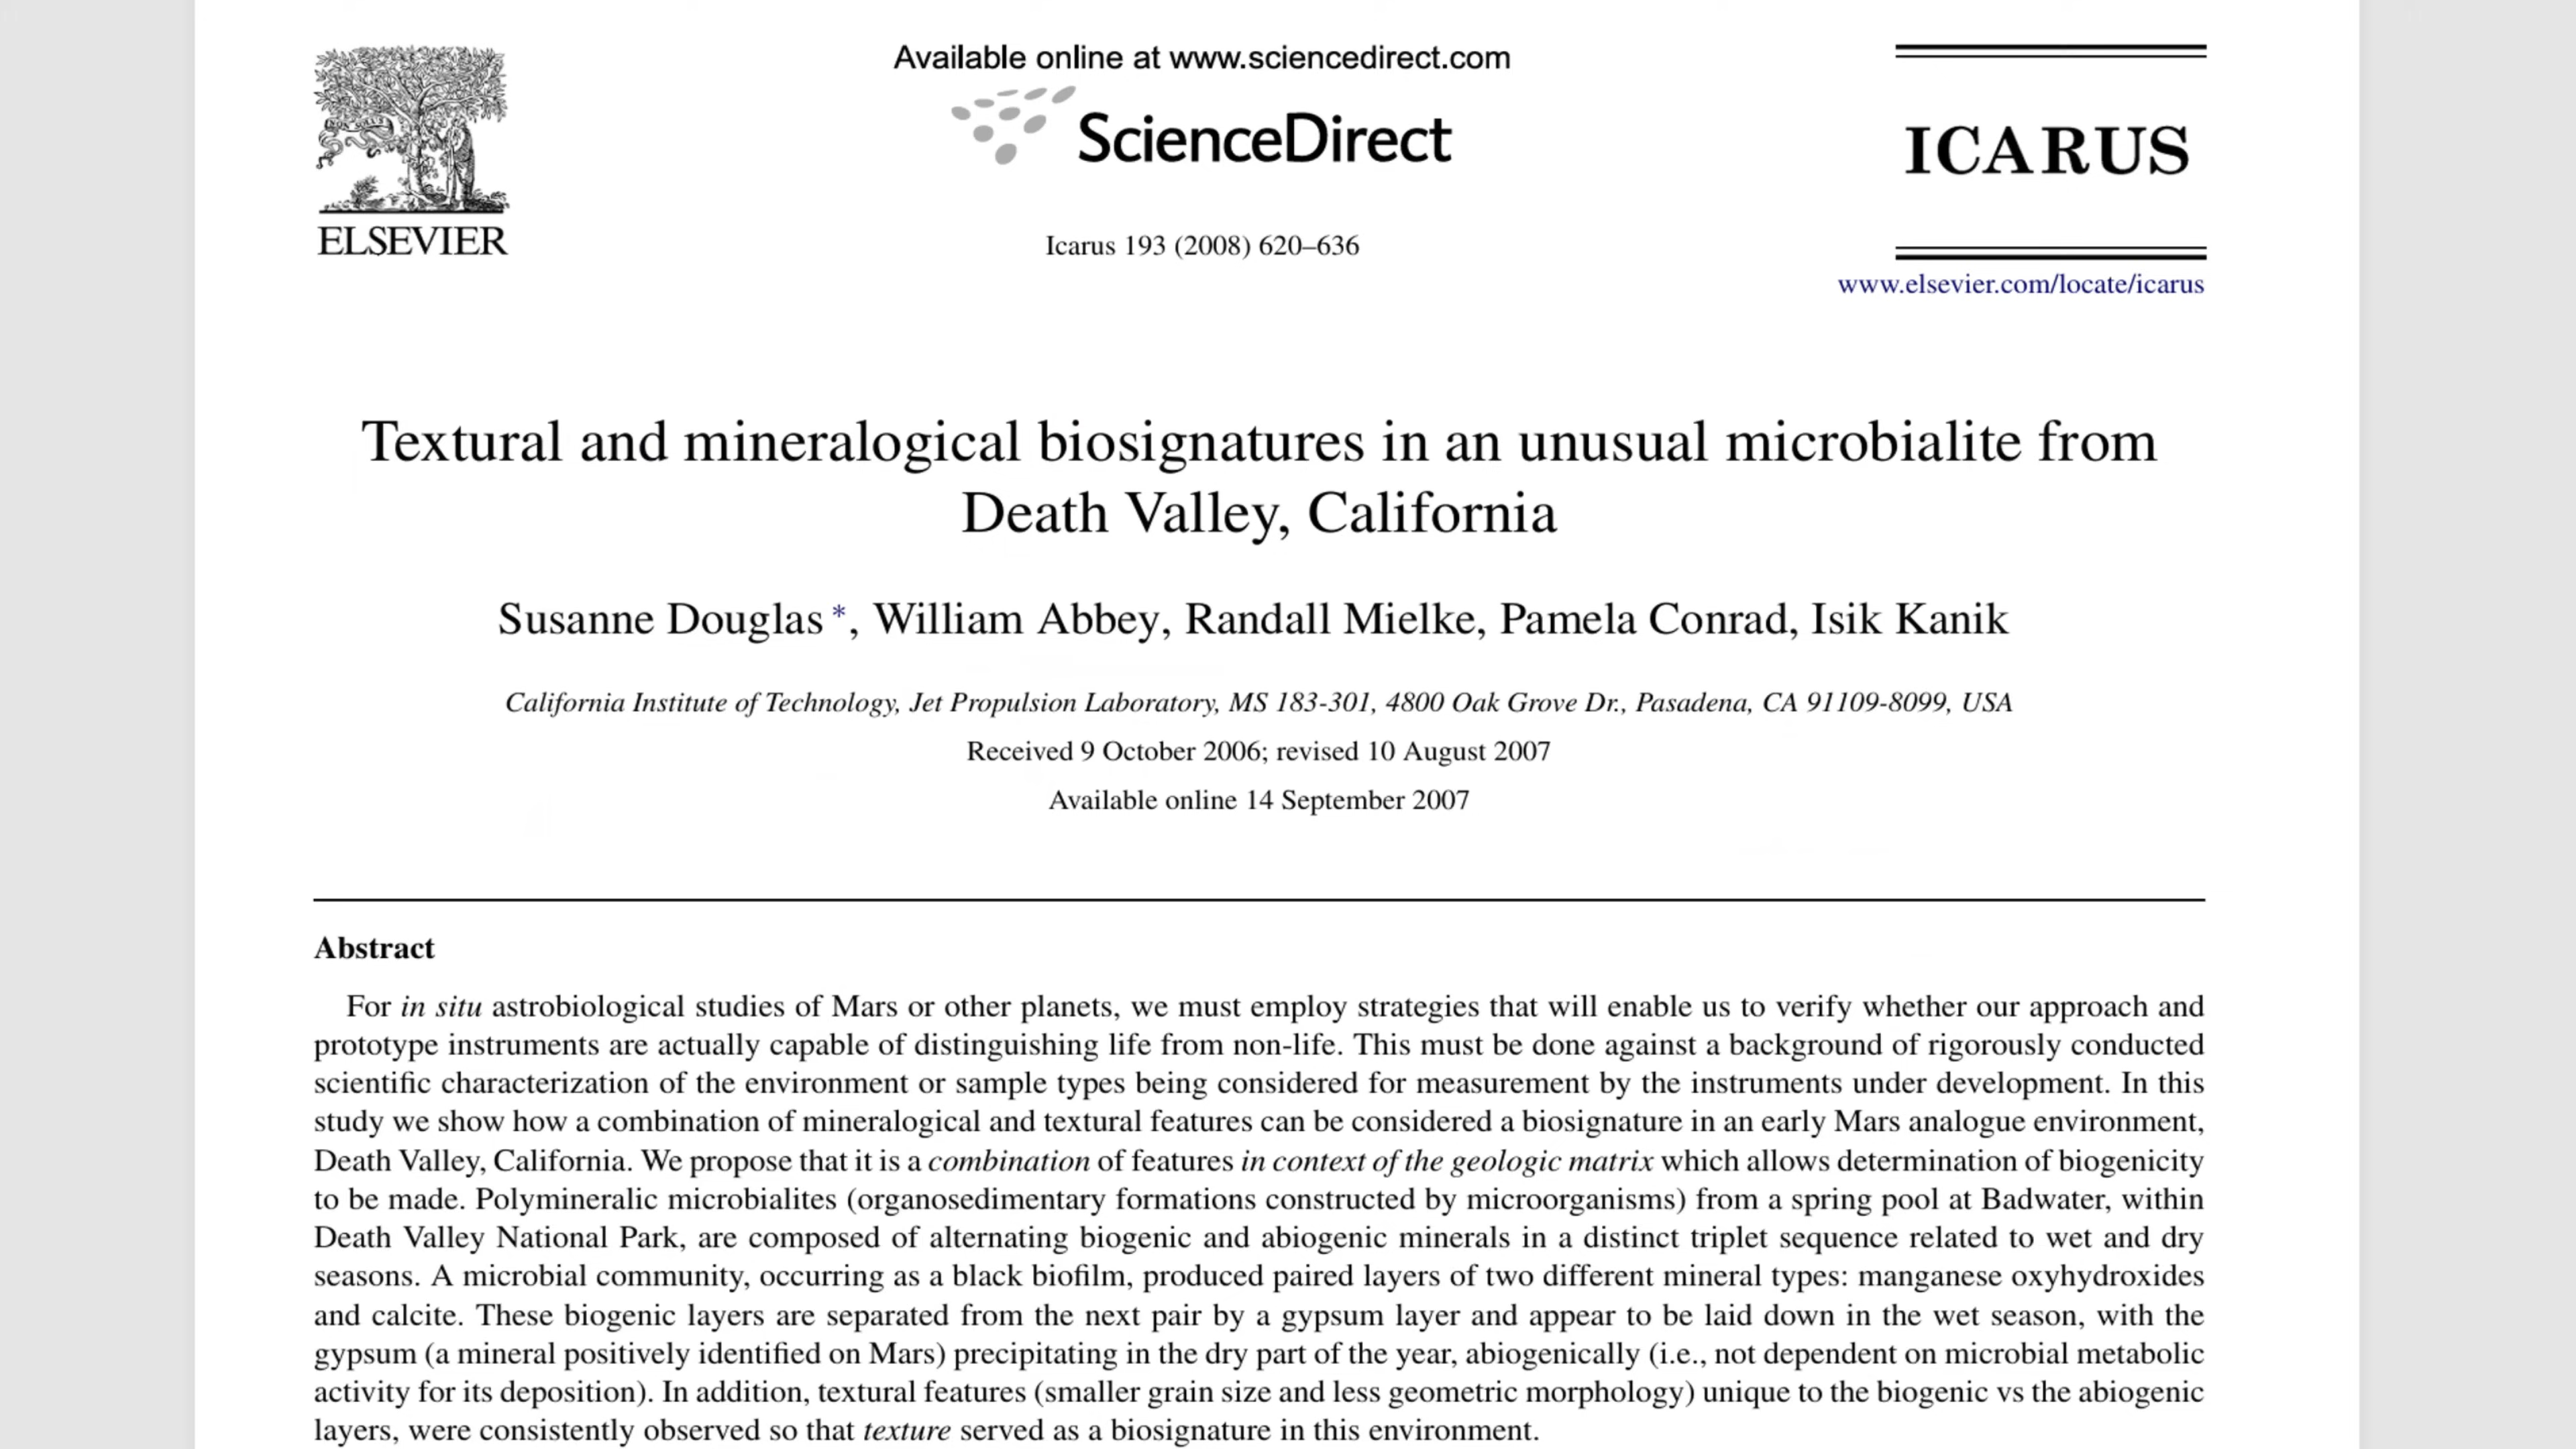 Available online at www.sciencedirect.com
ScienceDirect
ELSEVIER
Icarus 193 (2008) 620–636
ICARUS
www.elsevier.com/locate/icarus
Textural and mineralogical biosignatures in an unusual microbialite from
Death Valley, California
Susanne Douglas *, William Abbey, Randall Mielke, Pamela Conrad, Isik Kanik
California Institute of Technology, Jet Propulsion Laboratory, MS 183-301, 4800 Oak Grove Dr., Pasadena, CA 91109-8099, USA
Received 9 October 2006; revised 10 August 2007
Available online 14 September 2007
Abstract
For in situ astrobiological studies of Mars or other planets, we must employ strategies that will enable us to verify whether our approach and
prototype instruments are actually capable of distinguishing life from non-life. This must be done against a background of rigorously conducted
scientific characterization of the environment or sample types being considered for measurement by the instruments under development. In this
study we show how a combination of mineralogical and textural features can be considered a biosignature in an early Mars analogue environment,
Death Valley, California. We propose that it is a combination of features in context of the geologic matrix which allows determination of biogenicity
to be made. Polymineralic microbialites (organosedimentary formations constructed by microorganisms) from a spring pool at Badwater, within
Death Valley National Park, are composed of alternating biogenic and abiogenic minerals in a distinct triplet sequence related to wet and dry
seasons. A microbial community, occurring as a black biofilm, produced paired layers of two different mineral types: manganese oxyhydroxides
and calcite. These biogenic layers are separated from the next pair by a gypsum layer and appear to be laid down in the wet season, with the
gypsum (a mineral positively identified on Mars) precipitating in the dry part of the year, abiogenically (i.e., not dependent on microbial metabolic
activity for its deposition). In addition, textural features (smaller grain size and less geometric morphology) unique to the biogenic vs the abiogenic
layers, were consistently observed so that texture served as a biosignature in this environment.